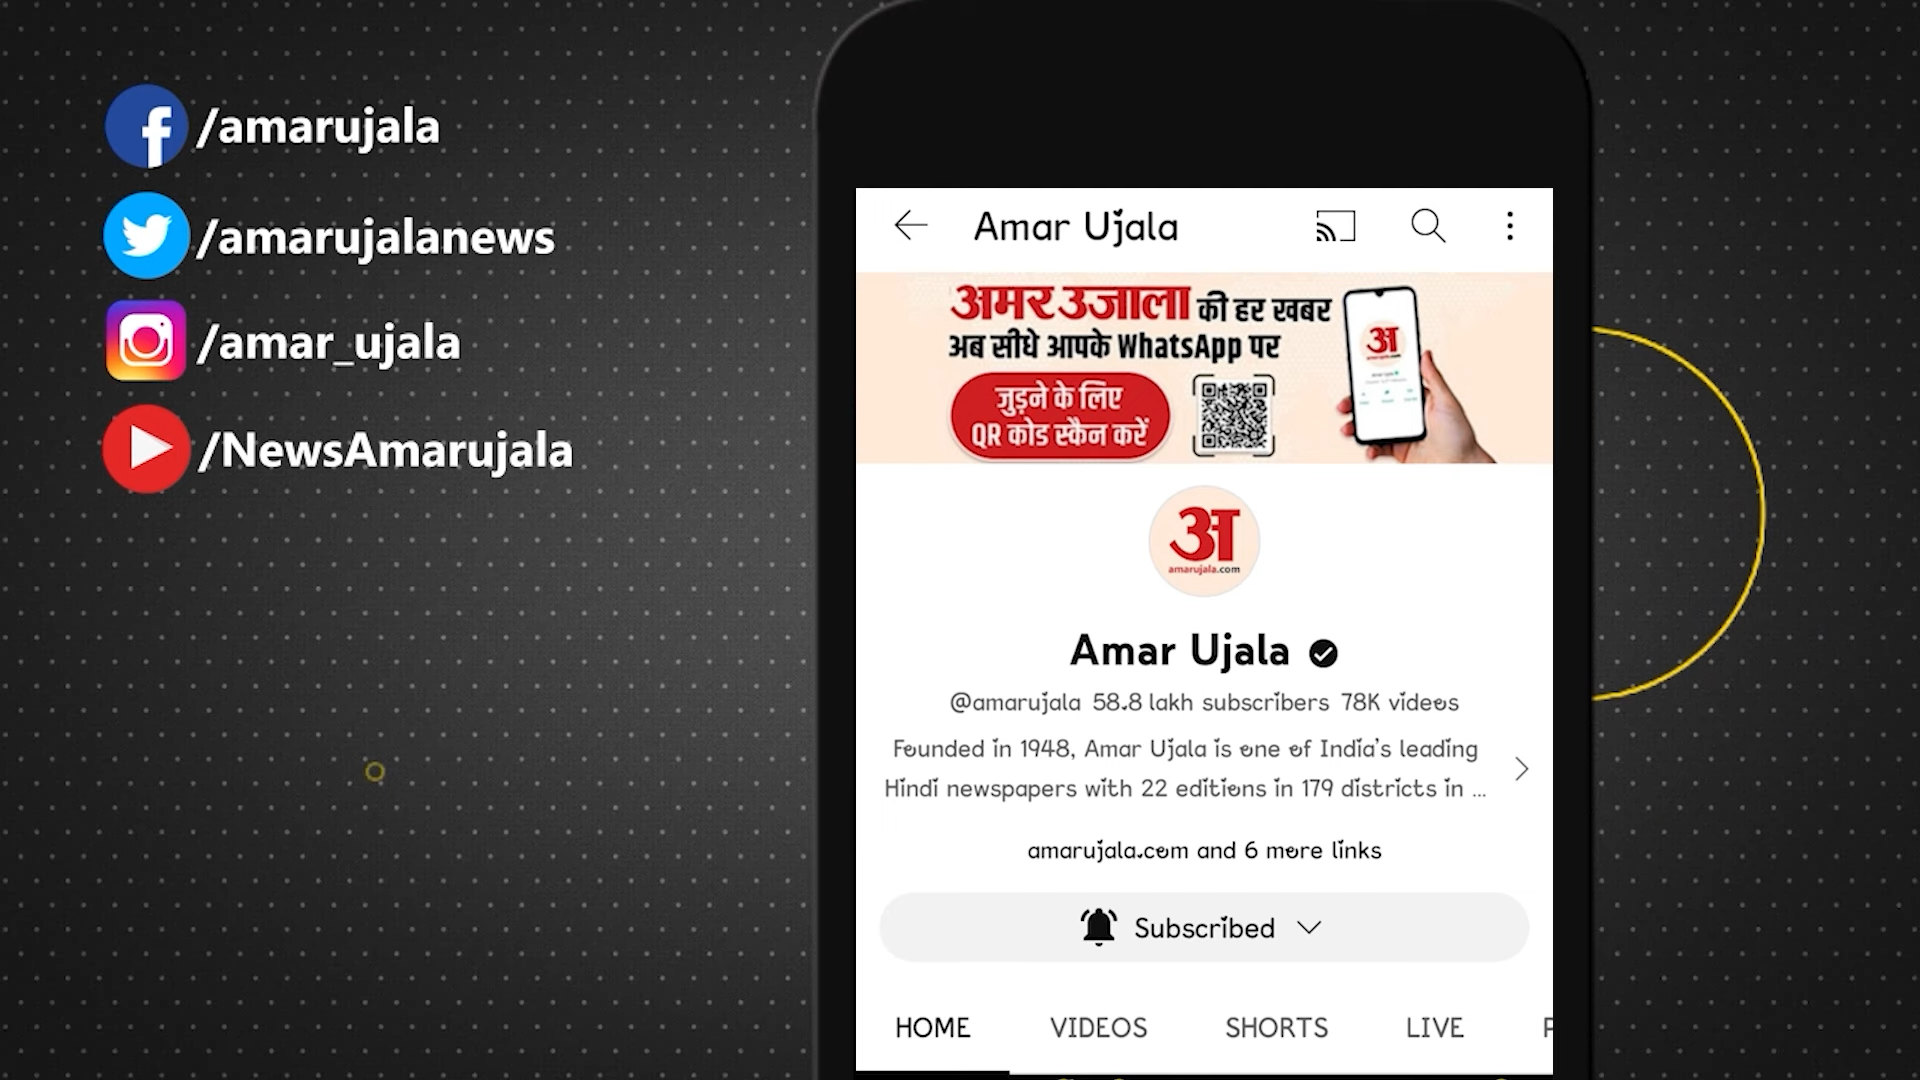 /amarujala
/amarujalanews
/amar_ujala
/NewsAmarujala
Amar Ujala
अमर उजाला की हर खबर
अब सीधे आपके WhatsApp पर
जुड़ने के लिए
QR कोड स्कैन करें
अ
अ
amarujala.com
Amar Ujala
@amarujala 58.8 lakh subscribers 78K videos
Founded in 1948, Amar Ujala is one of India's leading
Hindi newspapers with 22 editions in 179 districts in ...
amarujala.com and 6 more links
Subscribed
HOME VIDEOS SHORTS LIVE